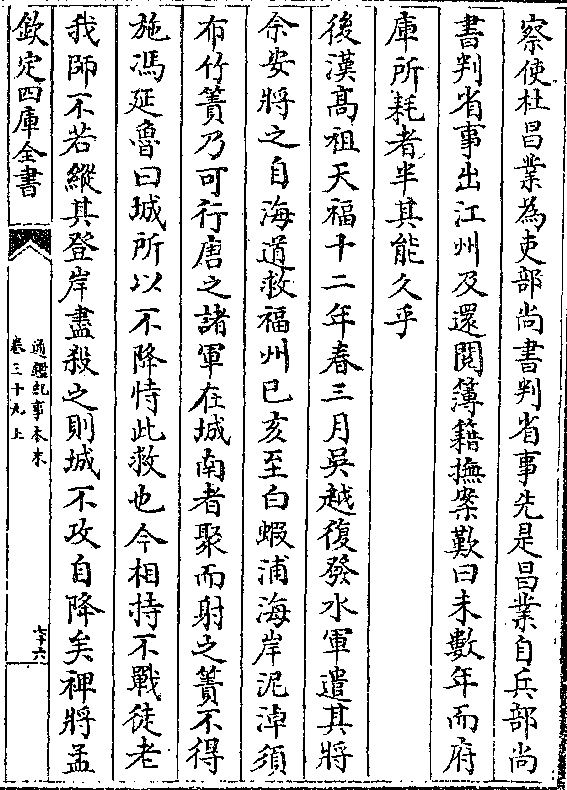 察使杜昌業為吏部尚書判省事先是昌業自兵部尚
書判省事出江州及還閲簿籍撫案歎曰未數年而府
庫所耗者半其能久乎
後漢髙祖天福十二年春三月吳越復發水軍遣其將
余安將之自海道救福州已亥至白蝦浦海岸泥淖須
布竹簀乃可行唐之諸軍在城南者聚而射之簀不得
施馮延魯曰城所以不降恃此救也今相持不戰徒老
我師不若縱其登岸盡殺之則城不攻自降矣裨將孟
欽定四庫全書
通鑑紀事本末
卷三十九上